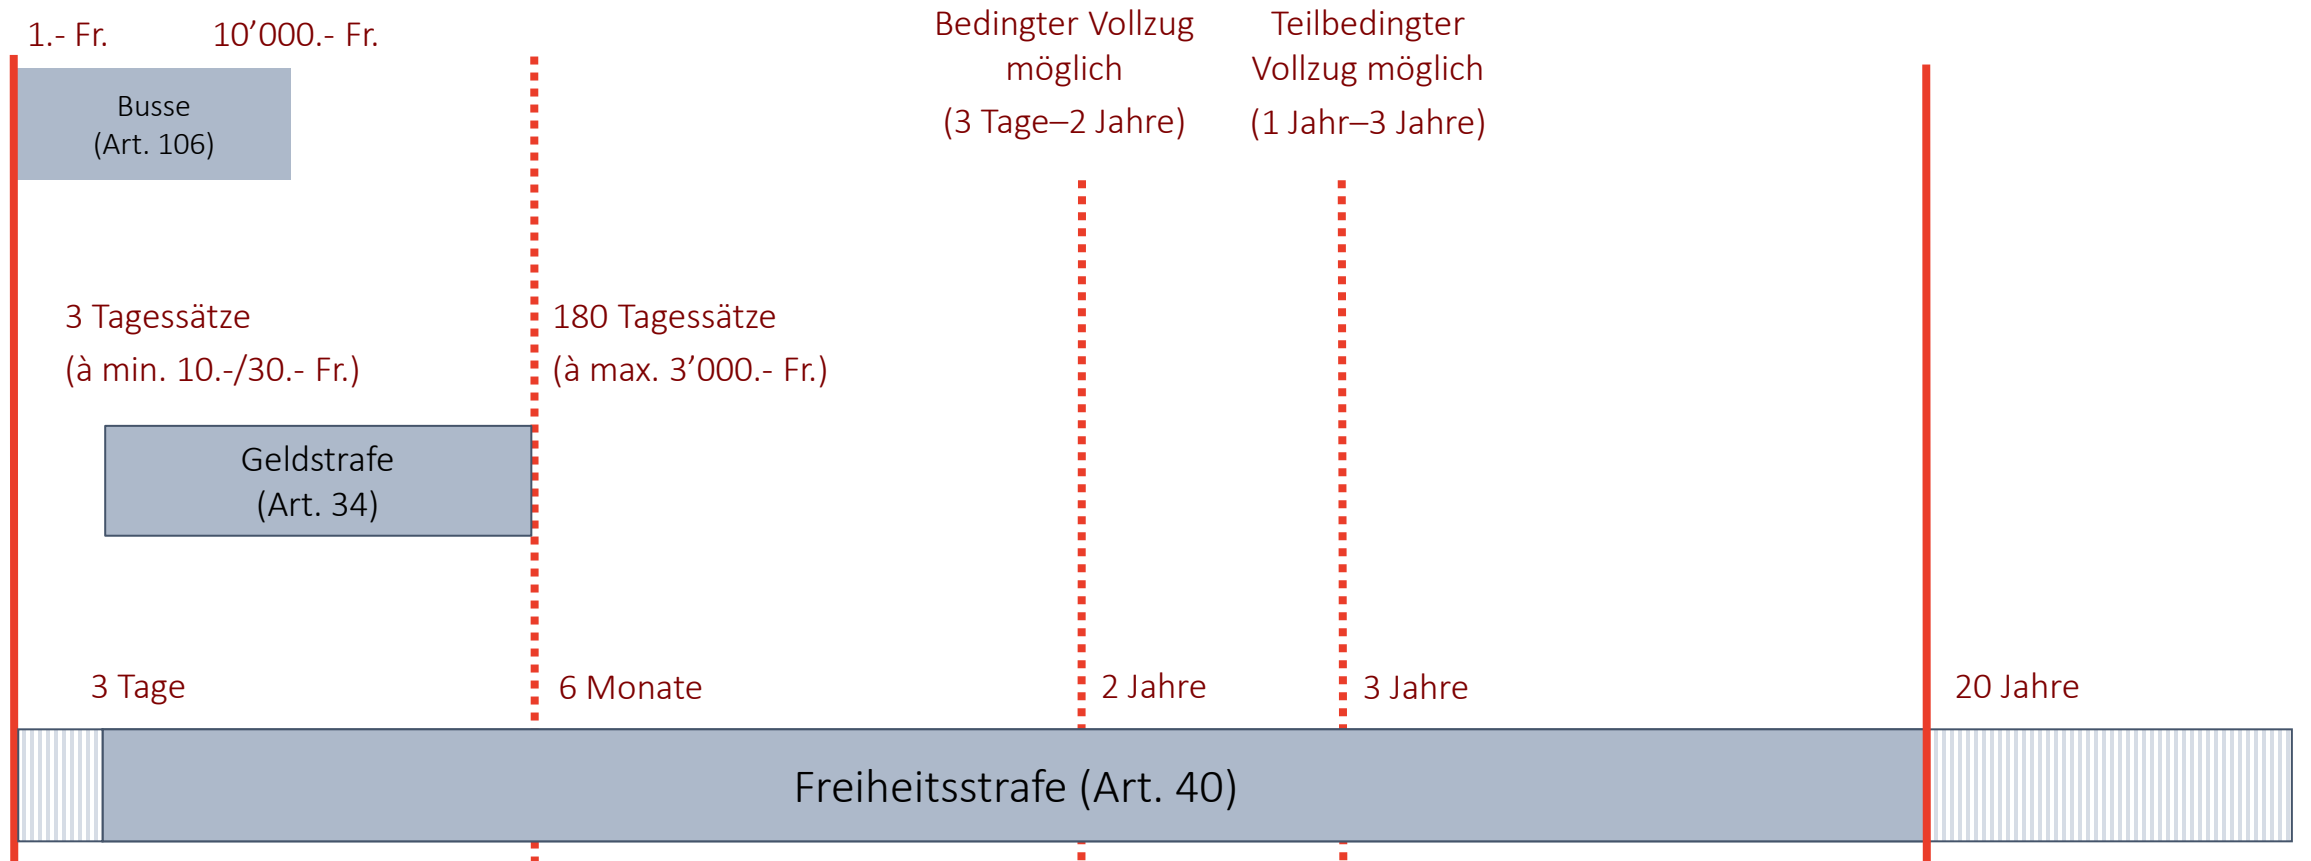 1.- Fr.
10’000.- Fr.
Bedingter Vollzug
möglich
(3 Tage–2 Jahre)
Teilbedingter
Vollzug möglich
(1 Jahr–3 Jahre)
Busse
(Art. 106)
3 Tagessätze
(à min. 10.-/30.- Fr.)
180 Tagessätze
(à max. 3’000.- Fr.)
Geldstrafe
(Art. 34)
3 Tage
6 Monate
2 Jahre
3 Jahre
20 Jahre
Freiheitsstrafe (Art. 40)